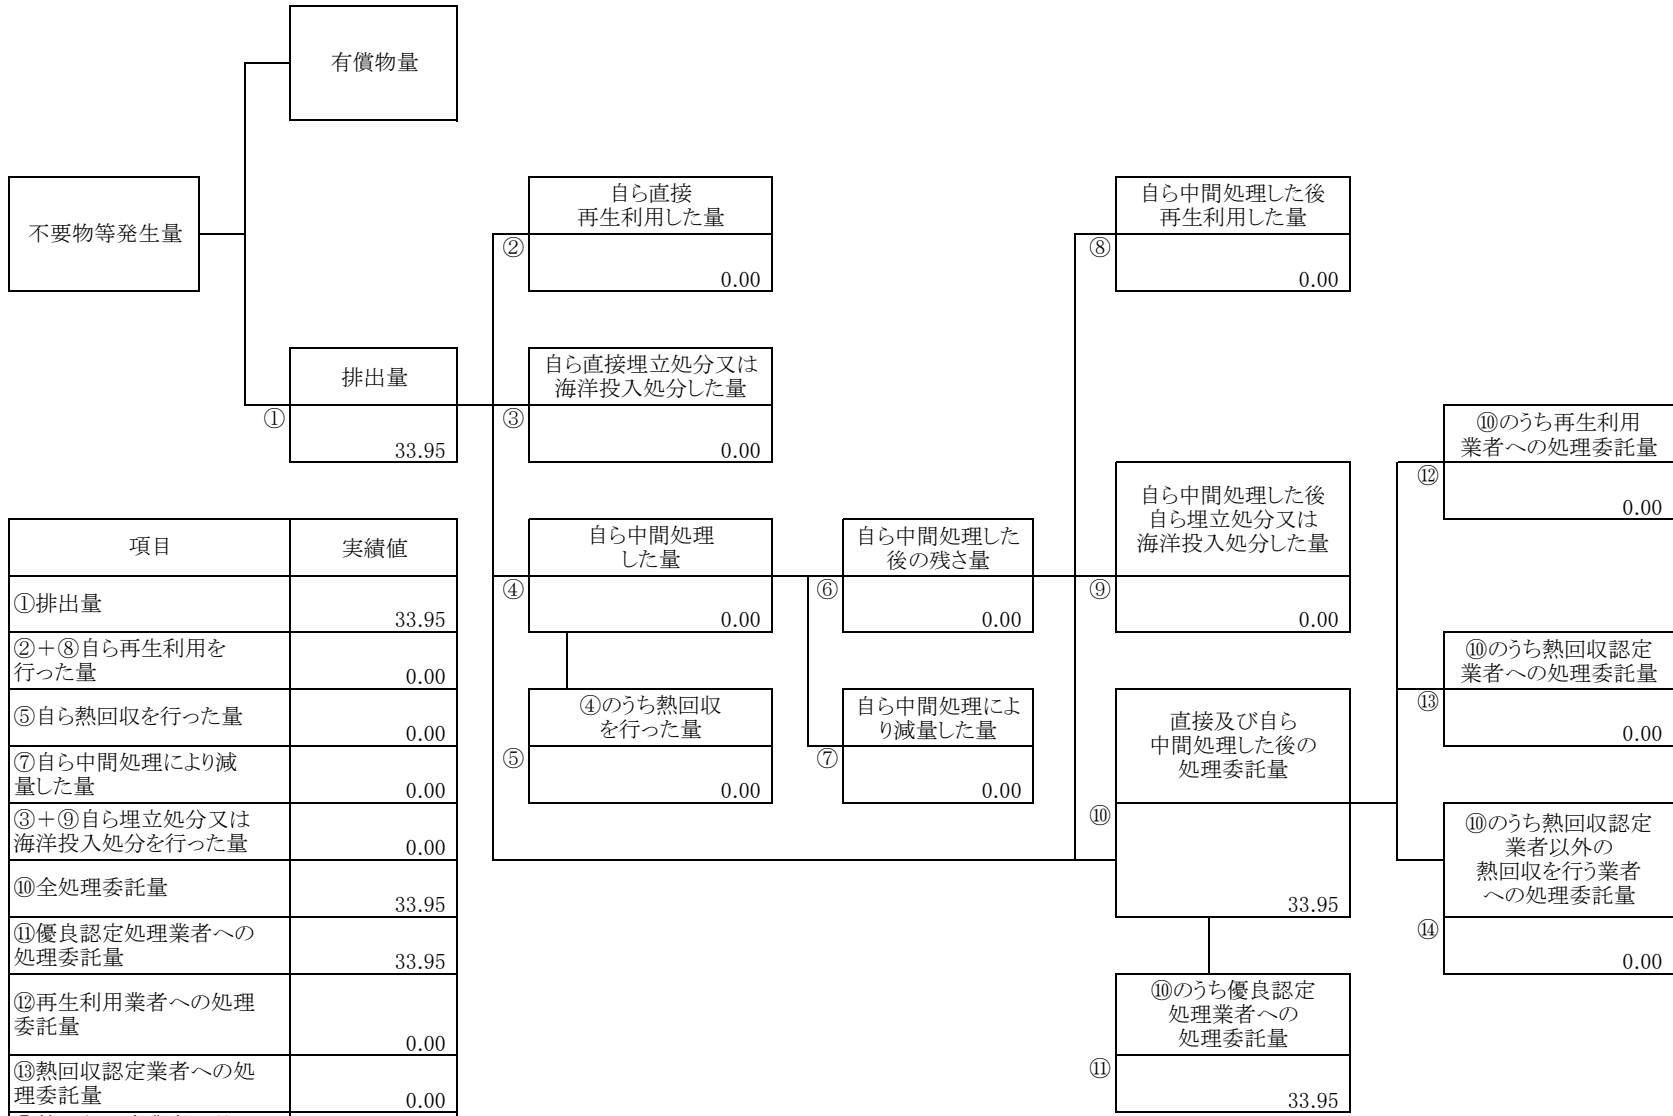 有償物量
不要物等発生量
自ら直接
再生利用した量
②
0.00
自ら中間処理した後
再生利用した量
⑧
0.00
排出量
①
33.95
自ら直接埋立処分又は
海洋投入処分した量
③
0.00
⑩のうち再生利用
業者への処理委託量
⑫
0.00
自ら中間処理
した量
④
0.00
自ら中間処理した
後の残さ量
⑥
0.00
自ら中間処理した後
自ら埋立処分又は
海洋投入処分した量
⑨
0.00
⑩のうち熱回収認定
業者への処理委託量
⑬
0.00
④のうち熱回収
を行った量
⑤
0.00
自ら中間処理によ
り減量した量
⑦
0.00
直接及び自ら
中間処理した後の
処理委託量
⑩
33.95
⑩のうち熱回収認定
業者以外の
熱回収を行う業者
への処理委託量
⑭
0.00
⑩のうち優良認定
処理業者への
処理委託量
⑪
33.95
項目 実績値
①排出量 33.95
②+⑧自ら再生利用を
行った量 0.00
⑤自ら熱回収を行った量 0.00
⑦自ら中間処理により減
量した量 0.00
③+⑨自ら埋立処分又は
海洋投入処分を行った量 0.00
⑩全処理委託量 33.95
⑪優良認定処理業者への
処理委託量 33.95
⑫再生利用業者への処理
委託量 0.00
⑬熱回収認定業者への処
理委託量 0.00